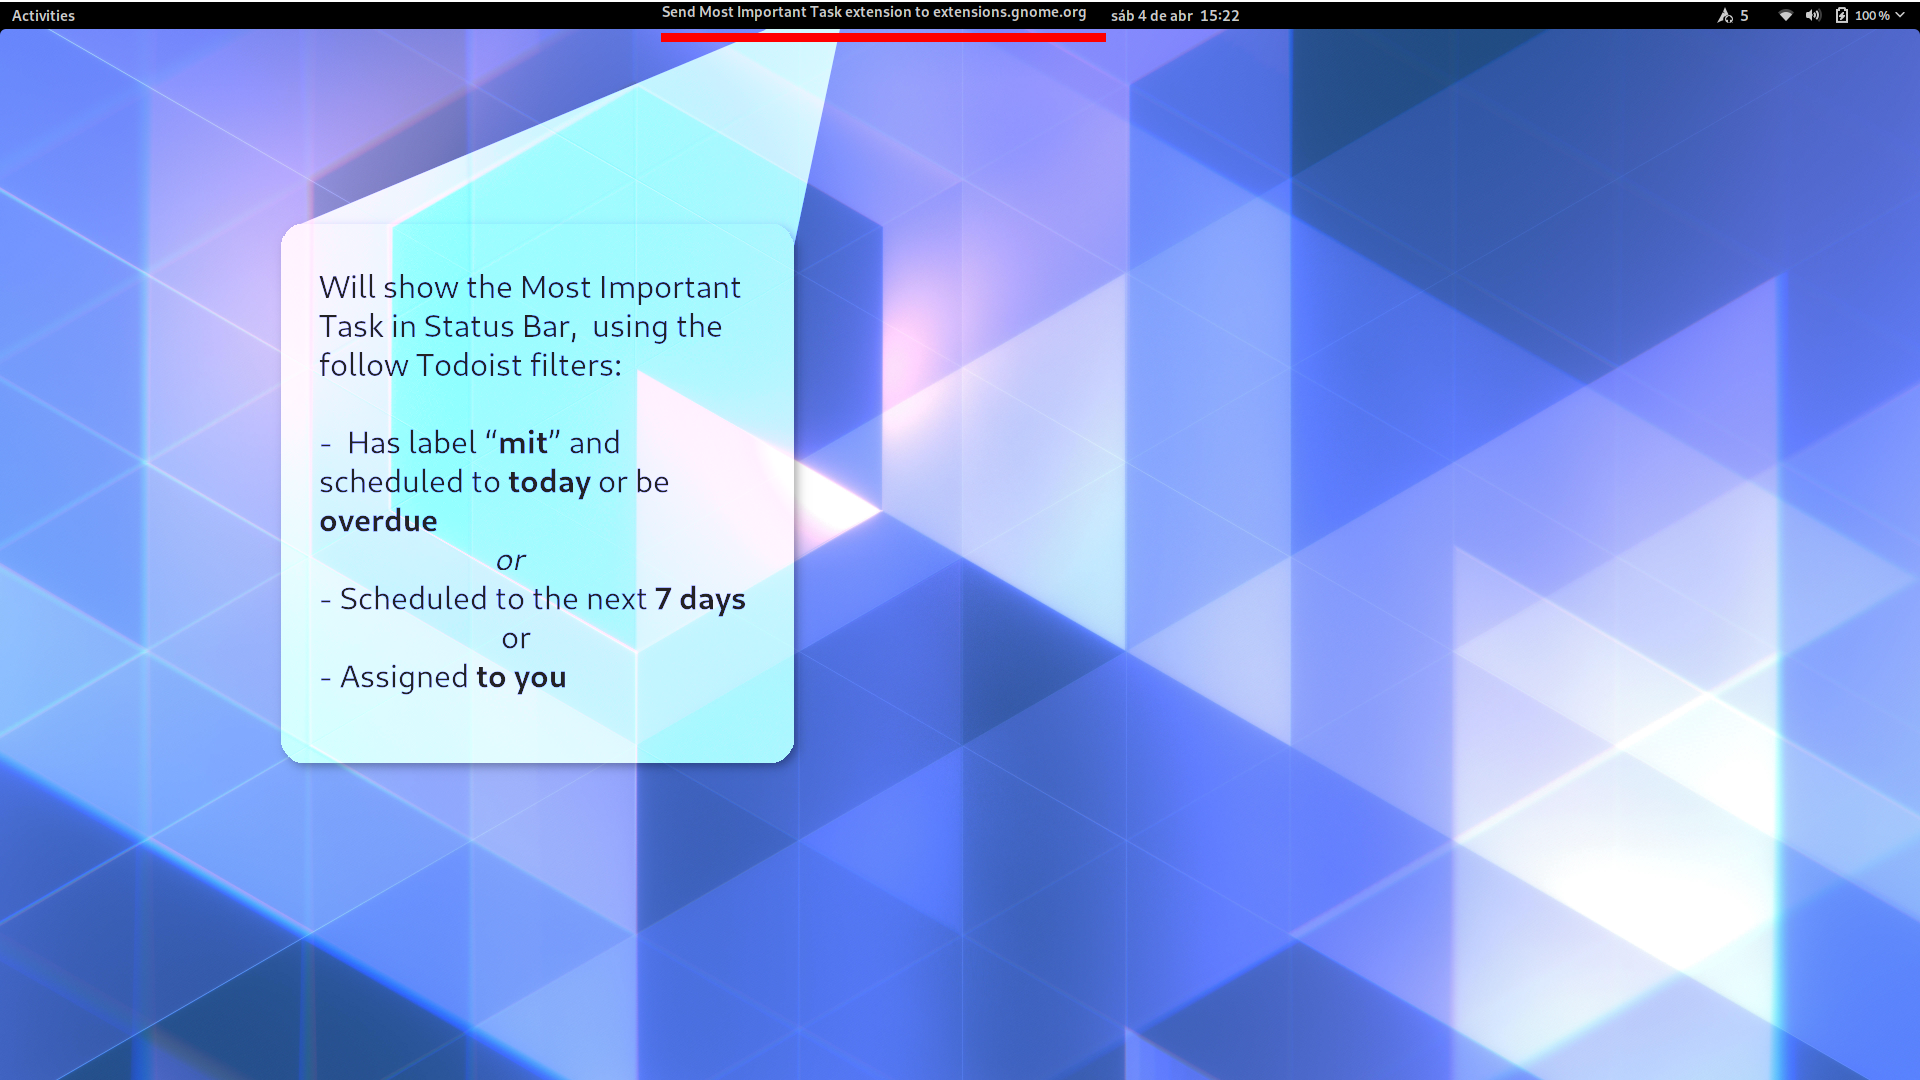 Activities
Send Most Important Task extension to extensions.gnome.org
sáb 4 de abr 15:22
5
100 %
Will show the Most Important
Task in Status Bar, using the
follow Todoist filters:
- Has label “mit” and
scheduled to today or be
overdue
or
- Scheduled to the next 7 days
or
- Assigned to you